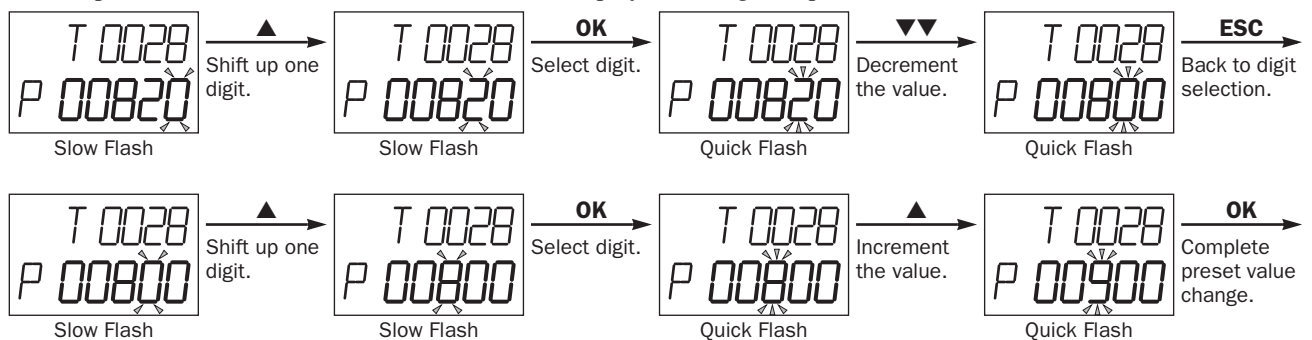 T 0028
P 00820
Slow Flash
▲
Shift up one
digit.
T 0028
P 00820
Slow Flash
OK
Select digit.
T 0028
P 00820
Quick Flash
▼▼
Decrement
the value.
T 0028
P 00800
Quick Flash
ESC
Back to digit
selection.
T 0028
P 00800
Slow Flash
▲
Shift up one
digit.
T 0028
P 00800
Slow Flash
OK
Select digit.
T 0028
P 00800
Quick Flash
▲
Increment
the value.
T 0028
P 00900
Quick Flash
OK
Complete
preset value
change.